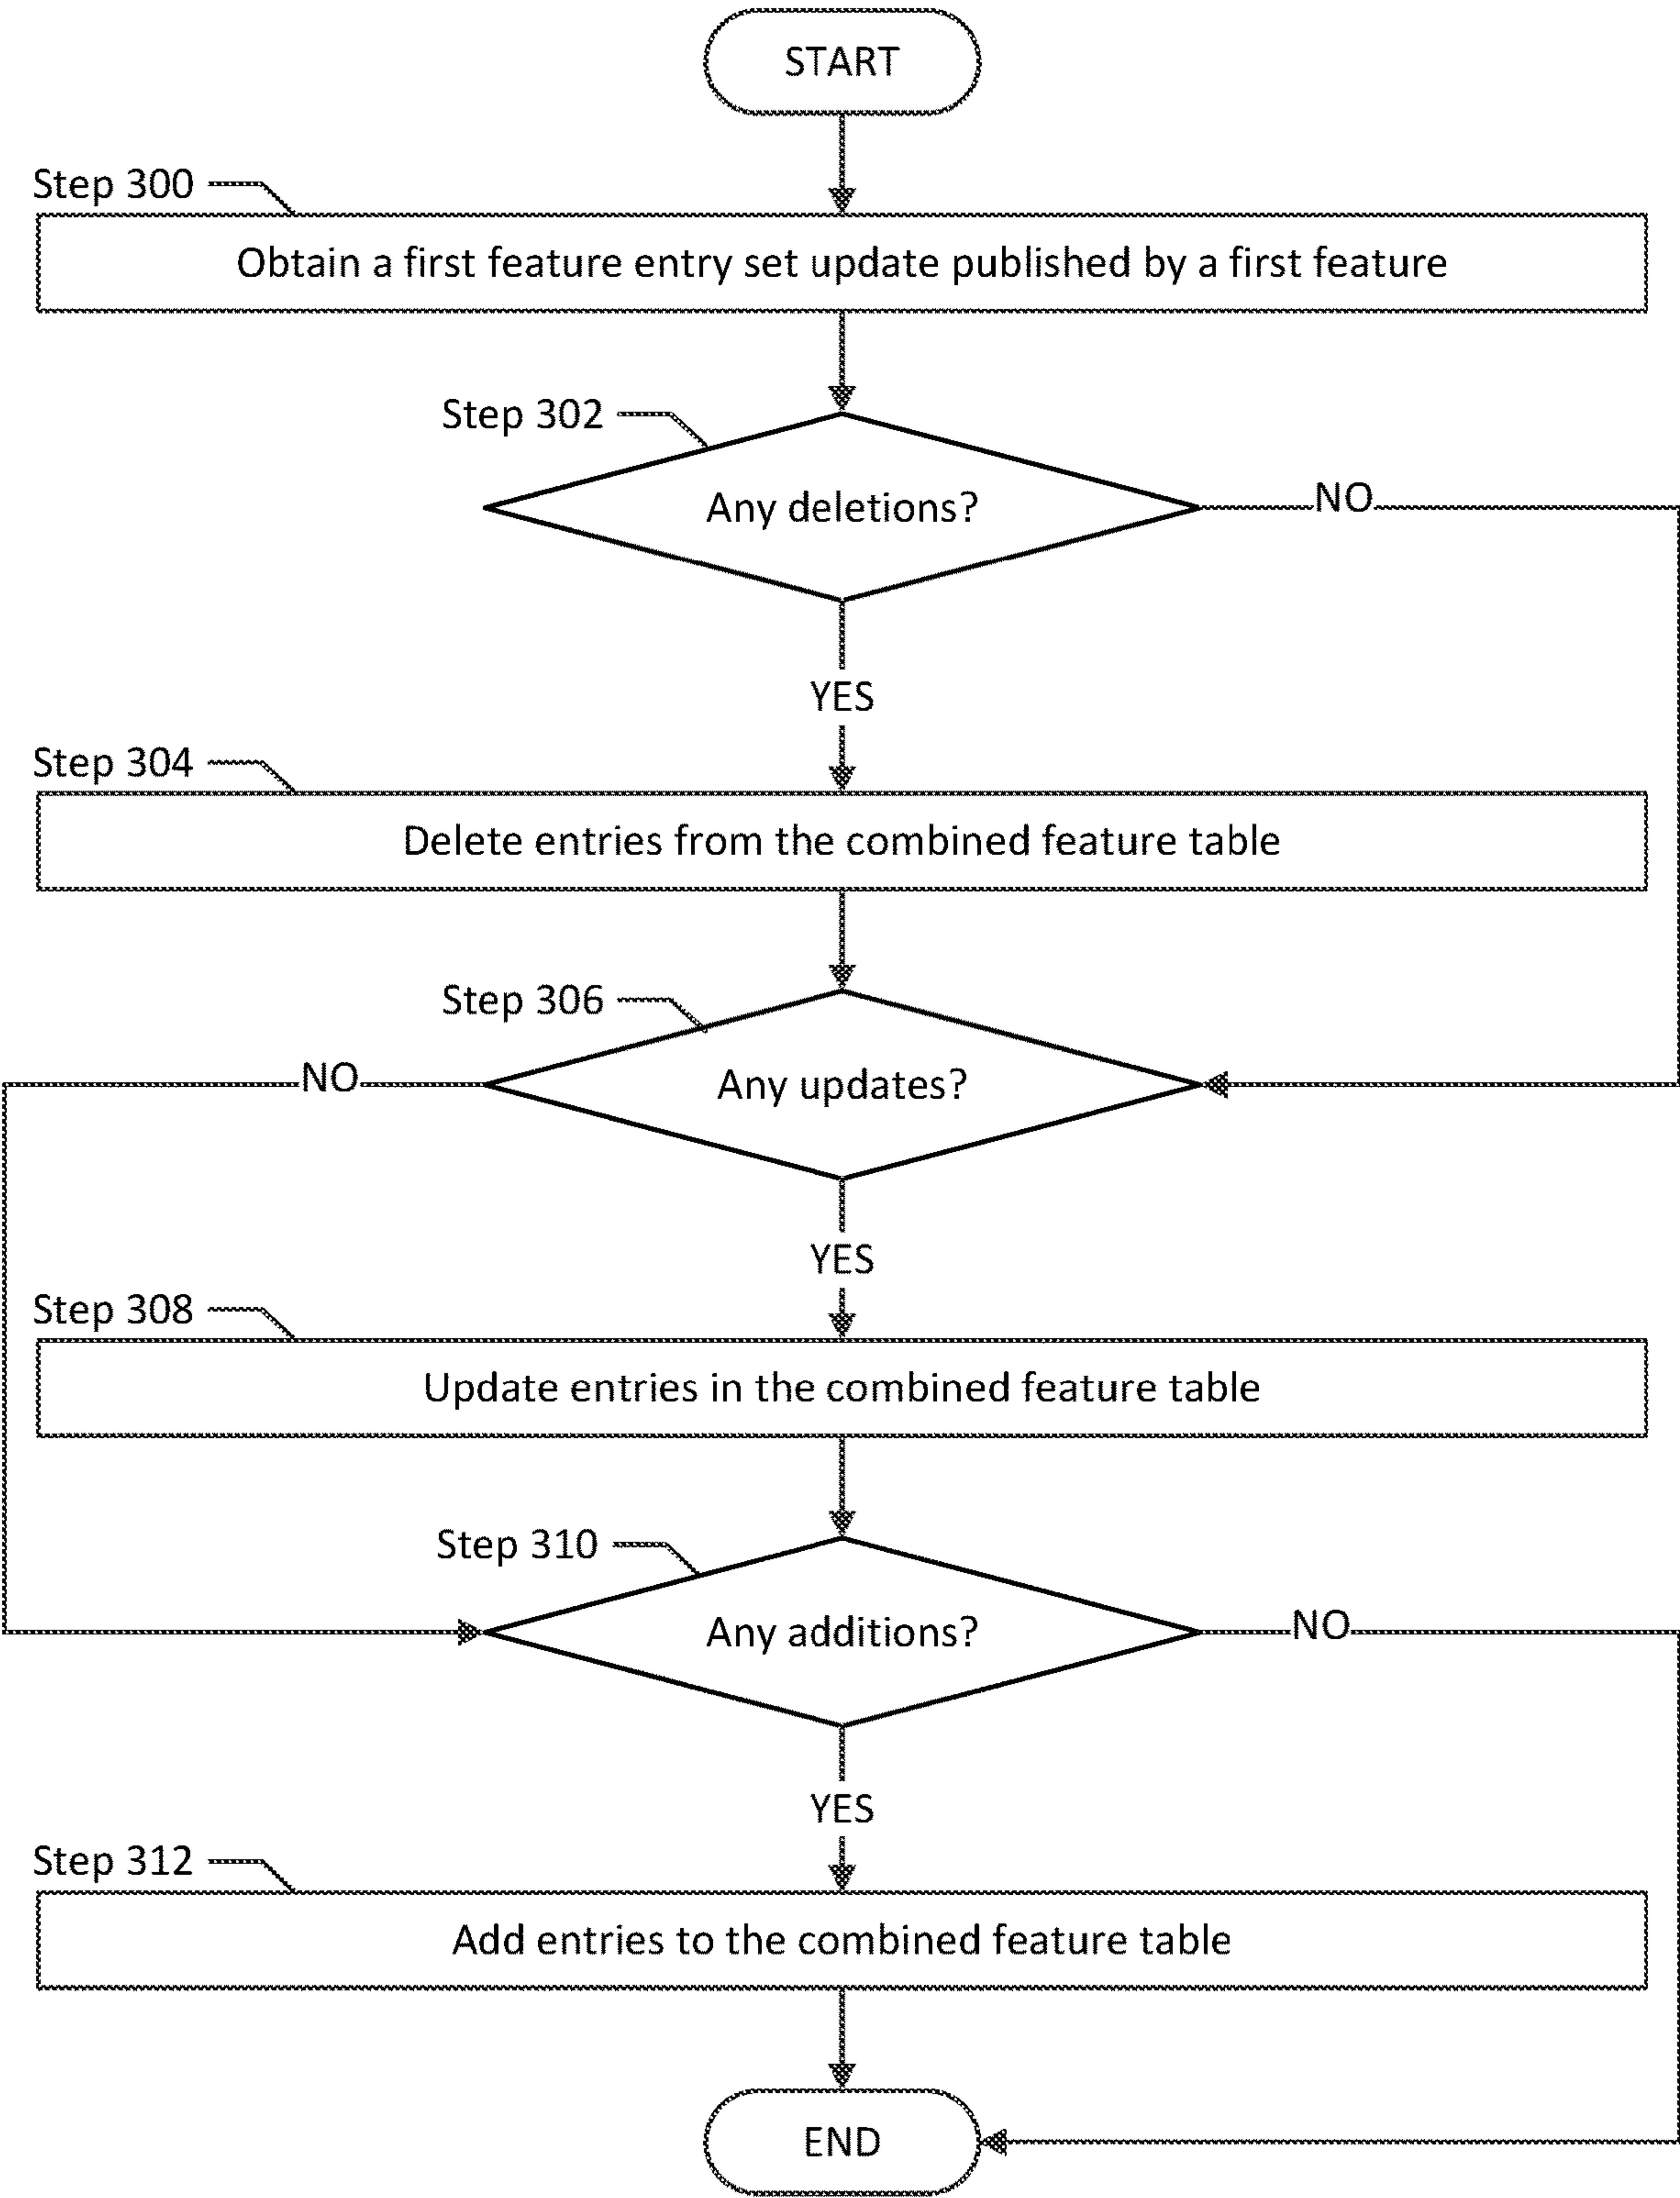 START
Step 300
Obtain a first feature entry set update published by a first feature
Step 302
Any deletions?
NO
YES
Step 304
Delete entries from the combined feature table
Step 306
NO
Any updates?
YES
Step 308
Update entries in the combined feature table
Step 310
Any additions?
NO
YES
Step 312
Add entries to the combined feature table
END